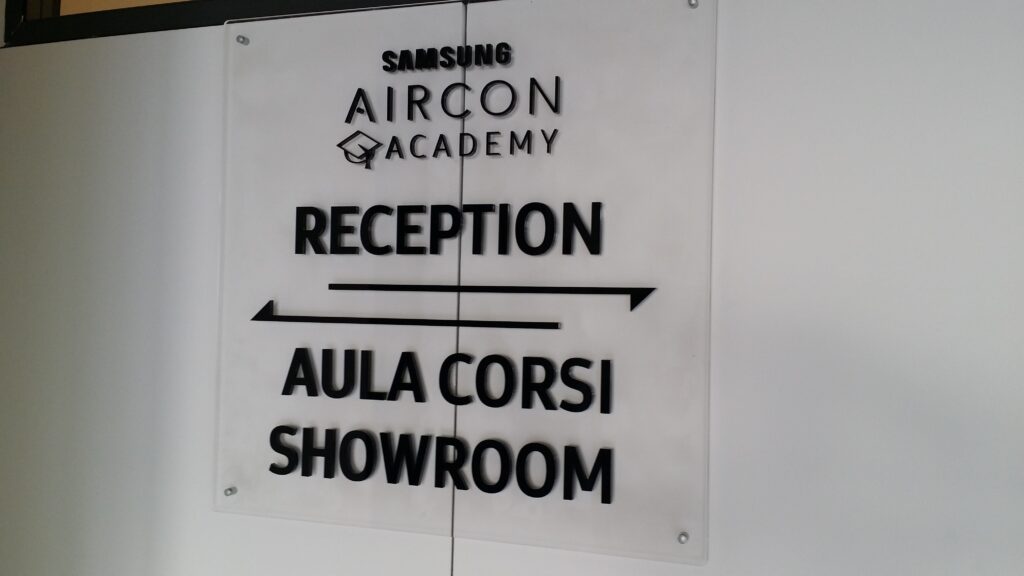 SAMSUNG
AIRCON
ACADEMY
RECEPTION
AULA CORSI
SHOWROOM